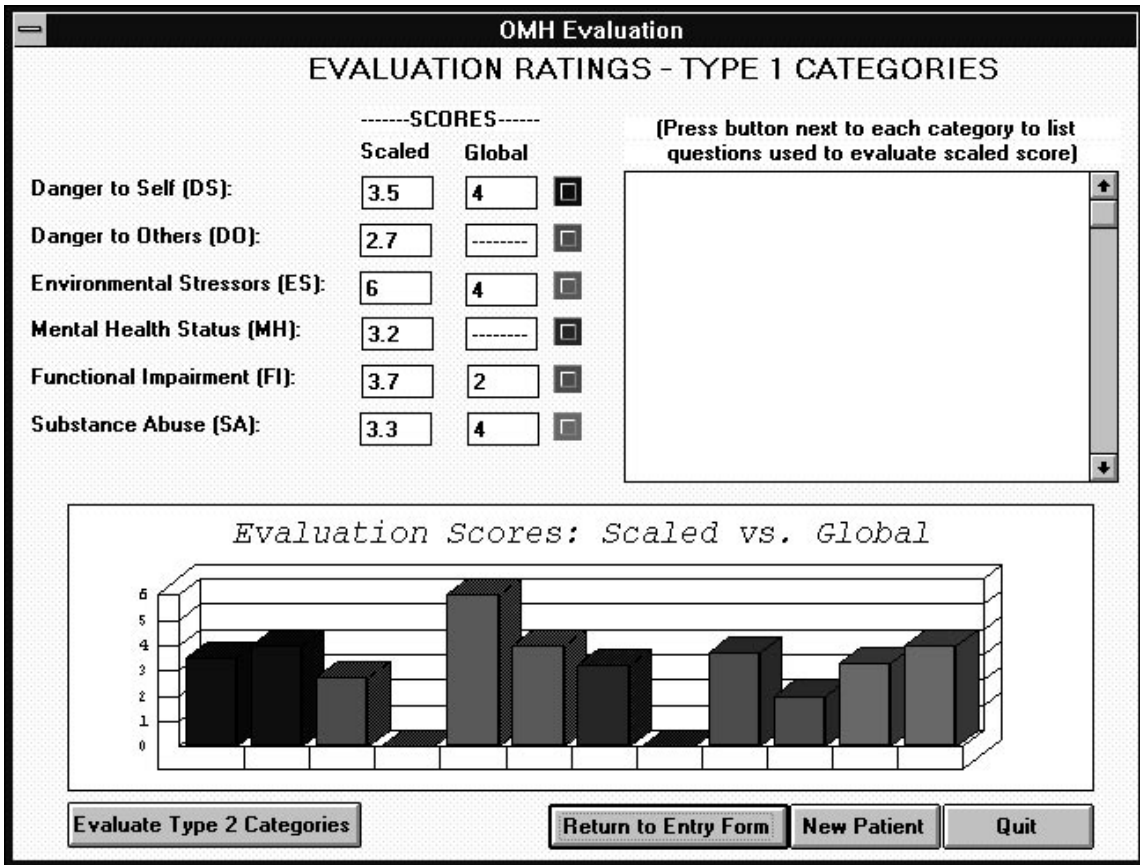 OMH Evaluation
EVALUATION RATINGS - TYPE 1 CATEGORIES
------SCORES------
Scaled Global
(Press button next to each category to list
questions used to evaluate scaled score)
Danger to Self (DS): 3.5 4
Danger to Others (DO): 2.7 --------
Environmental Stressors (ES): 6 4
Mental Health Status (MH): 3.2 --------
Functional Impairment (FI): 3.7 2
Substance Abuse (SA): 3.3 4
Evaluation Scores: Scaled vs. Global
6
5
4
3
2
1
0
Evaluate Type 2 Categories Return to Entry Form New Patient Quit